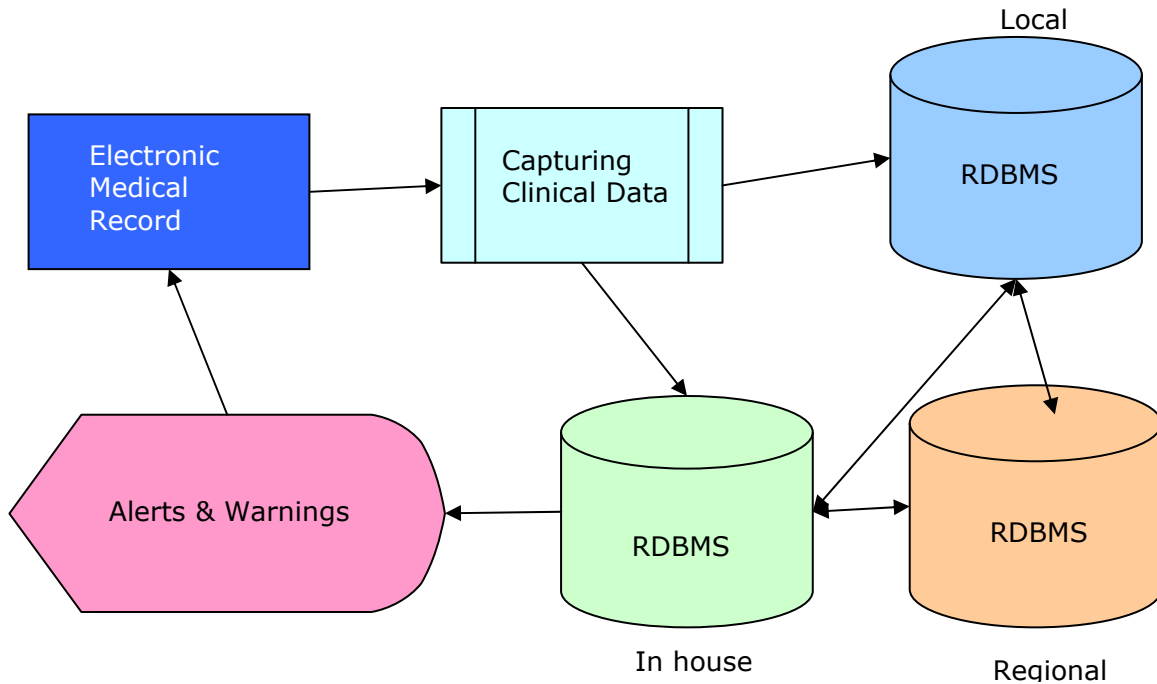 Local
Electronic
Medical
Record
Capturing
Clinical Data
RDBMS
Alerts & Warnings
RDBMS
RDBMS
In house
Regional